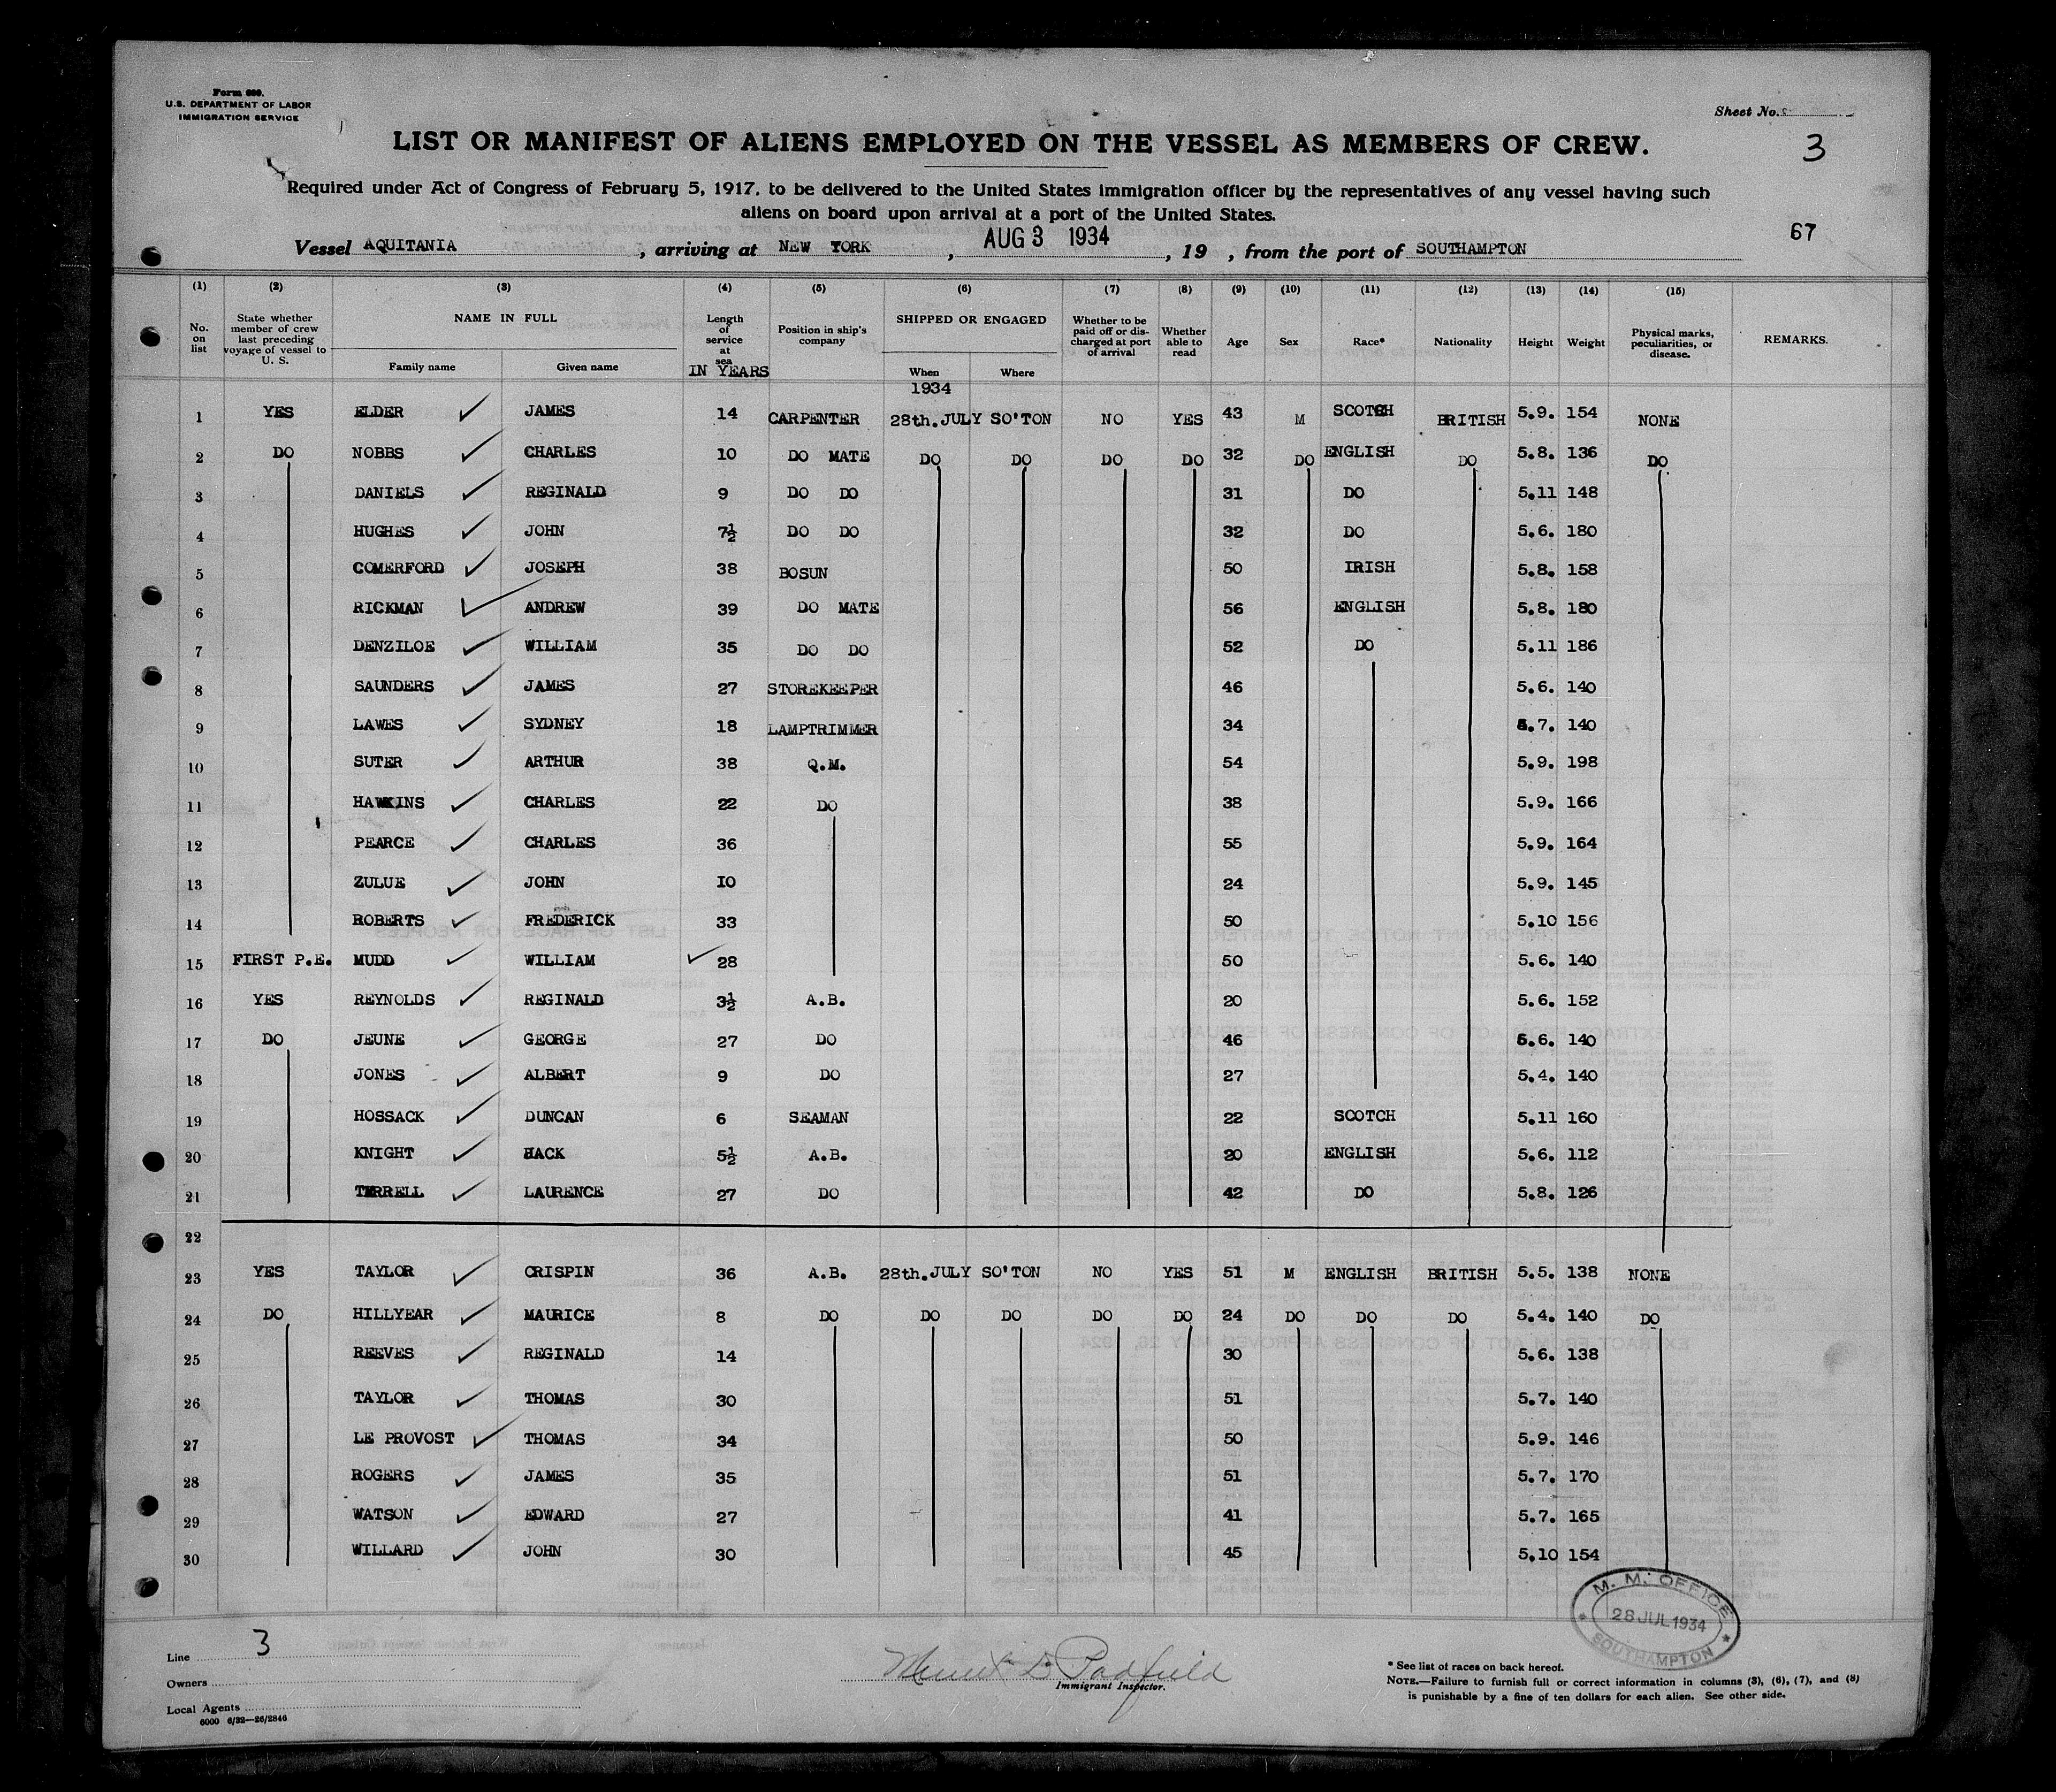 Form 689.
U.S. DEPARTMENT OF LABOR
IMMIGRATION SERVICE
Sheet No.
LIST OR MANIFEST OF ALIENS EMPLOYED ON THE VESSEL AS MEMBERS OF CREW.
3
Required under Act of Congress of February 5, 1917, to be delivered to the United States immigration officer by the representatives of any vessel having such
aliens on board upon arrival at a port of the United States.
67
Vessel AQUITANIA , arriving at NEW YORK , AUG 3 1934 , 19 , from the port of SOUTHAMPTON
(1) (2) (3) (4) (5) (6) (7) (8) (9) (10) (11) (12) (13) (14) (15)
No. on list
State whether member of crew last preceding voyage of vessel to U. S.
NAME IN FULL
Family name
Given name
Length of service at sea
IN YEARS
Position in ship's company
SHIPPED OR ENGAGED
When
1934
Where
Whether to be paid off or discharged at port of arrival
Whether able to read
Age
Sex
Race*
Nationality
Height
Weight
Physical marks, peculiarities, or disease.
REMARKS.
1 YES ELDER JAMES 14 CARPENTER 28th. JULY SO'TON NO YES 43 M SCOTCH BRITISH 5.9. 154 NONE
2 DO NOBBS CHARLES 10 DO MATE DO DO DO DO 32 DO ENGLISH DO 5.8. 136 DO
3 DANIELS REGINALD 9 DO DO 31 DO 5.11 148
4 HUGHES JOHN 7½ DO DO 32 DO 5.6. 180
5 COMERFORD JOSEPH 38 BOSUN 50 IRISH 5.8. 158
6 RICKMAN ANDREW 39 DO MATE 56 ENGLISH 5.8. 180
7 DENZILOE WILLIAM 35 DO DO 52 DO 5.11 186
8 SAUNDERS JAMES 27 STOREKEEPER 46 5.6. 140
9 LAWES SYDNEY 18 LAMPTRIMMER 34 5.7. 140
10 SUTER ARTHUR 38 Q.M. 54 5.9. 198
11 HAWKINS CHARLES 22 DO 38 5.9. 166
12 PEARCE CHARLES 36 55 5.9. 164
13 ZULUE JOHN IO 24 5.9. 145
14 ROBERTS FREDERICK 33 50 5.10 156
15 FIRST P.E. MUDD WILLIAM 28 50 5.6. 140
16 YES REYNOLDS REGINALD 3½ A.B. 20 5.6. 152
17 DO JEUNE GEORGE 27 DO 46 5.6. 140
18 JONES ALBERT 9 DO 27 5.4. 140
19 HOSSACK DUNCAN 6 SEAMAN 22 SCOTCH 5.11 160
20 KNIGHT 5½ A.B. 20 ENGLISH 5.6. 112
21 TERRELL LAURENCE 27 DO 42 DO 5.8. 126
22
23 YES TAYLOR CRISPIN 36 A.B. 28th. JULY SO'TON NO YES 51 M ENGLISH BRITISH 5.5. 138 NONE
24 DO HILLYEAR MAURICE 8 DO DO DO DO DO 24 DO DO DO 5.4. 140 DO
25 REEVES REGINALD 14 30 5.6. 138
26 TAYLOR THOMAS 30 51 5.7. 140
27 LE PROVOST THOMAS 34 50 5.9. 146
28 ROGERS JAMES 35 51 5.7. 170
29 WATSON EDWARD 27 41 5.7. 165
30 WILLARD JOHN 30 45 5.10 154
M. M. OFFICE
28 JUL 1934
SOUTHAMPTON
Line 3
Owners
Local Agents
6000 6/32—26/2846
Padfield
Immigrant Inspector.
* See list of races on back hereof.
NOTE.—Failure to furnish full or correct information in columns (3), (6), (7), and (8)
is punishable by a fine of ten dollars for each alien. See other side.